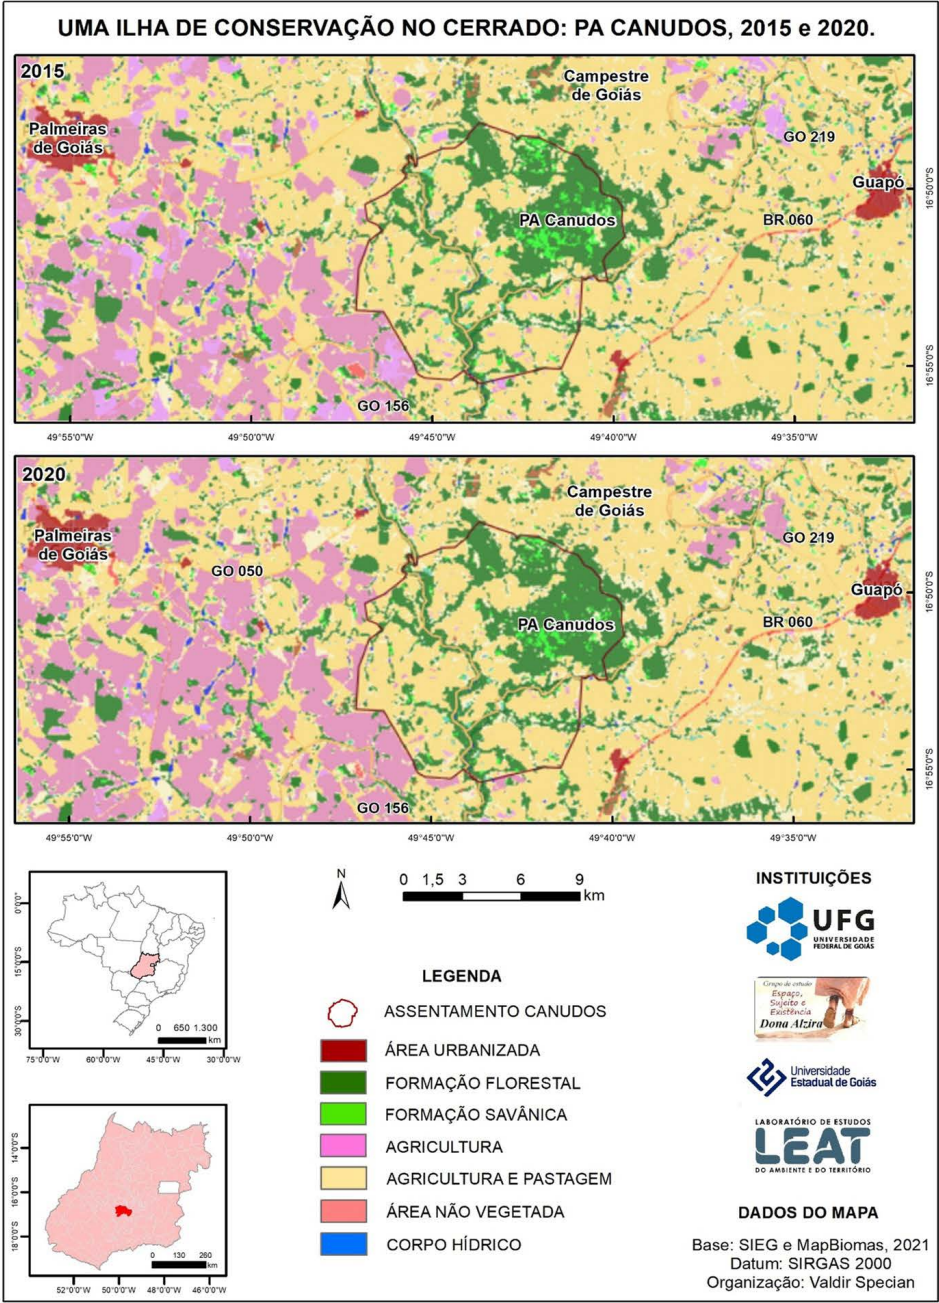 UMA ILHA DE CONSERVAÇÃO NO CERRADO: PA CANUDOS, 2015 e 2020.
2015
Campestre
de Goiás
Palmeiras
de Goiás
GO 219
Guapó
PA Canudos
BR 060
GO 156
16°50'0"S
16°55'0"S
49°55'0"W
49°50'0"W
49°45'0"W
49°40'0"W
49°35'0"W
2020
Campestre
de Goiás
Palmeiras
de Goiás
GO 050
GO 219
Guapó
PA Canudos
BR 060
GO 156
16°50'0"S
16°55'0"S
49°55'0"W
49°50'0"W
49°45'0"W
49°40'0"W
49°35'0"W
0°0'0"
15°0'0"S
30°0'0"S
0 650 1.300
km
75°0'0"W
60°0'0"W
45°0'0"W
30°0'0"W
14°0'0"S
16°0'0"S
18°0'0"S
0 130 260
km
52°0'0"W
50°0'0"W
48°0'0"W
46°0'0"W
N
0 1,5 3 6 9
km
LEGENDA
ASSENTAMENTO CANUDOS
ÁREA URBANIZADA
FORMAÇÃO FLORESTAL
FORMAÇÃO SAVÂNICA
AGRICULTURA
AGRICULTURA E PASTAGEM
ÁREA NÃO VEGETADA
CORPO HÍDRICO
INSTITUIÇÕES
UFG
UNIVERSIDADE
FEDERAL DE GOIÁS
Grupo de estudo
Espaço,
Sujeito e
Existência
Dona Alzira
Universidade
Estadual de Goiás
LABORATÓRIO DE ESTUDOS
LEAT
DO AMBIENTE E DO TERRITÓRIO
DADOS DO MAPA
Base: SIEG e MapBiomas, 2021
Datum: SIRGAS 2000
Organização: Valdir Specian